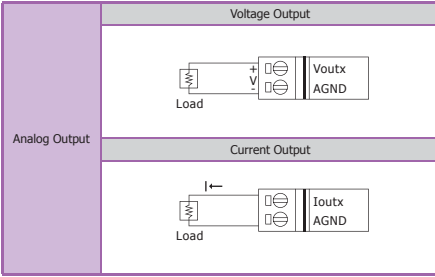 Analog Output
Voltage Output
+
V
-
Voutx
AGND
Load
Current Output
I←
Ioutx
AGND
Load